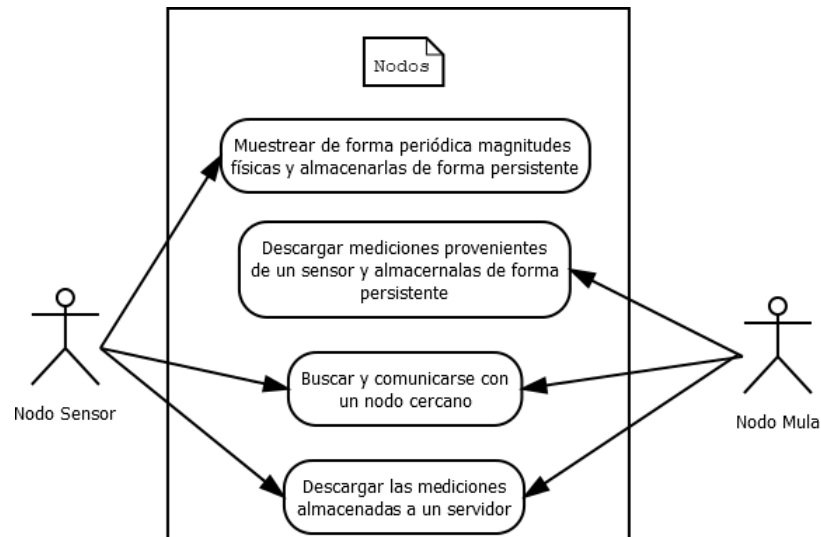 Nodos
Muestrear de forma periódica magnitudes
físicas y almacenarlas de forma persistente
Descargar mediciones provenientes
de un sensor y almacernalas de forma
persistente
Buscar y comunicarse con
un nodo cercano
Nodo Sensor
Nodo Mula
Descargar las mediciones
almacenadas a un servidor